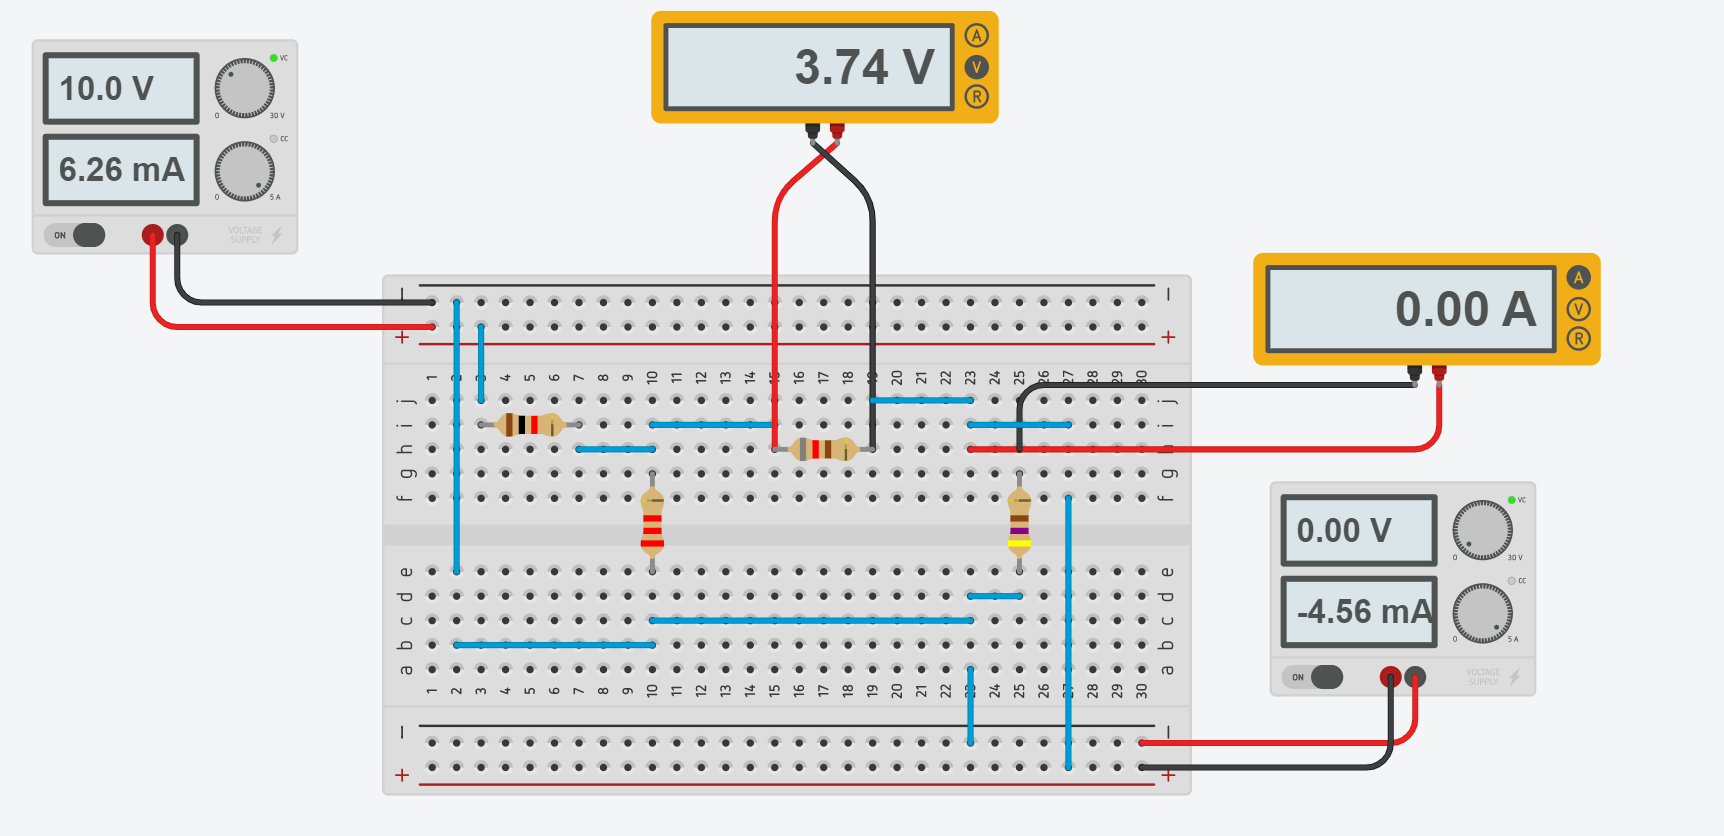 10.0 V
VC
0
30 V
6.26 mA
CC
0
5 A
ON
VOLTAGE
SUPPLY
3.74 V
A
V
R
0.00 A
A
V
R
0.00 V
VC
0
30 V
-4.56 mA
CC
0
5 A
ON
VOLTAGE
SUPPLY
− −
+ +
1 2 3 4 5 6 7 8 9 10 11 12 13 14 15 16 17 18 19 20 21 22 23 24 25 26 27 28 29 30
j j
i i
h h
g g
f f
e e
d d
c c
b b
a a
1 2 3 4 5 6 7 8 9 10 11 12 13 14 15 16 17 18 19 20 21 22 23 24 25 26 27 28 29 30
− −
+ +